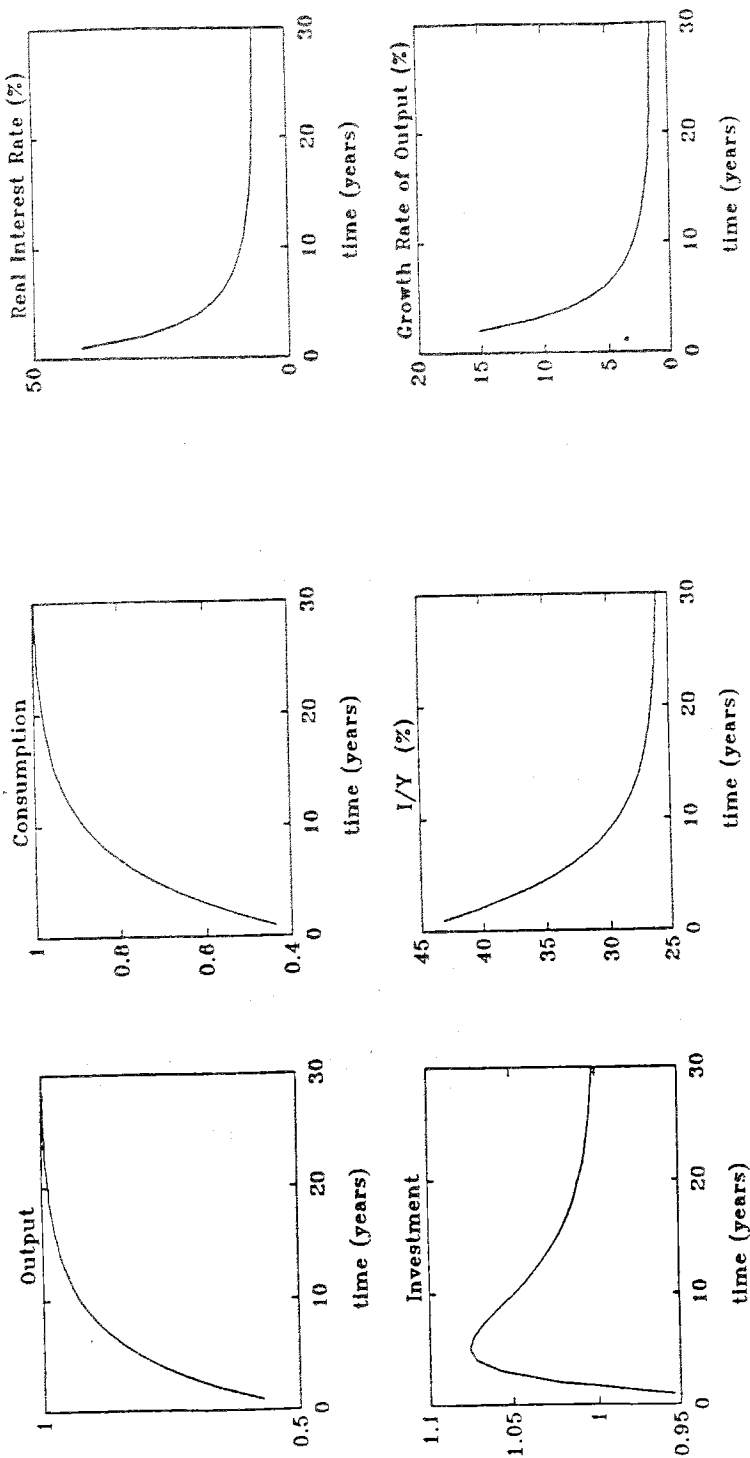 Output
1
0.5
0 10 20 30
time (years)
Consumption
1
0.8
0.6
0.4
0 10 20 30
time (years)
Real Interest Rate (%)
50
0
0 10 20 30
time (years)
Investment
1.1
1.05
1
0.95
0 10 20 30
time (years)
I/Y (%)
45
40
35
30
25
0 10 20 30
time (years)
Growth Rate of Output (%)
20
15
10
5
0
0 10 20 30
time (years)